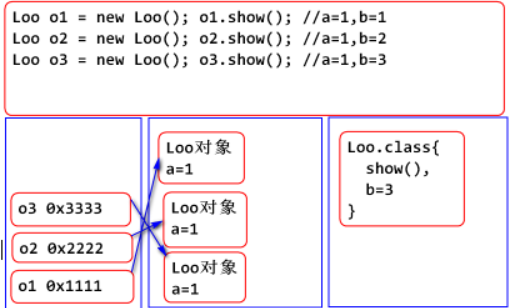 Loo o1 = new Loo(); o1.show(); //a=1,b=1
Loo o2 = new Loo(); o2.show(); //a=1,b=2
Loo o3 = new Loo(); o3.show(); //a=1,b=3
o3 0x3333
o2 0x2222
o1 0x1111
Loo对象
a=1
Loo对象
a=1
Loo对象
a=1
Loo.class{
show(),
b=3
}